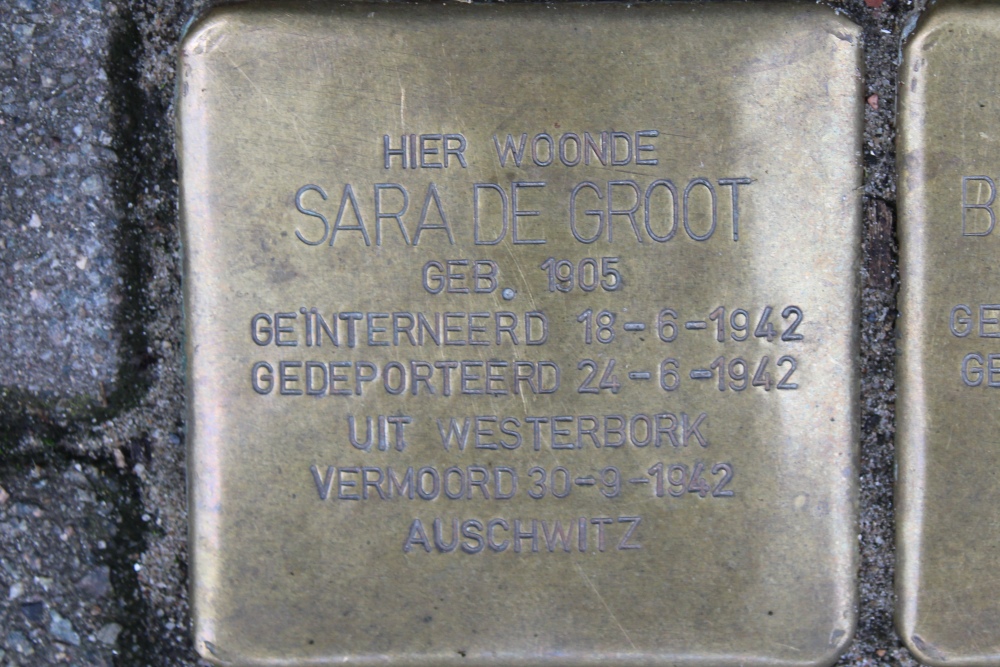 HIER WOONDE
SARA DE GROOT
GEB. 1905
GEÏNTERNEERD 18-6-1942
GEDEPORTEERD 24-6-1942
UIT WESTERBORK
VERMOORD 30-9-1942
AUSCHWITZ